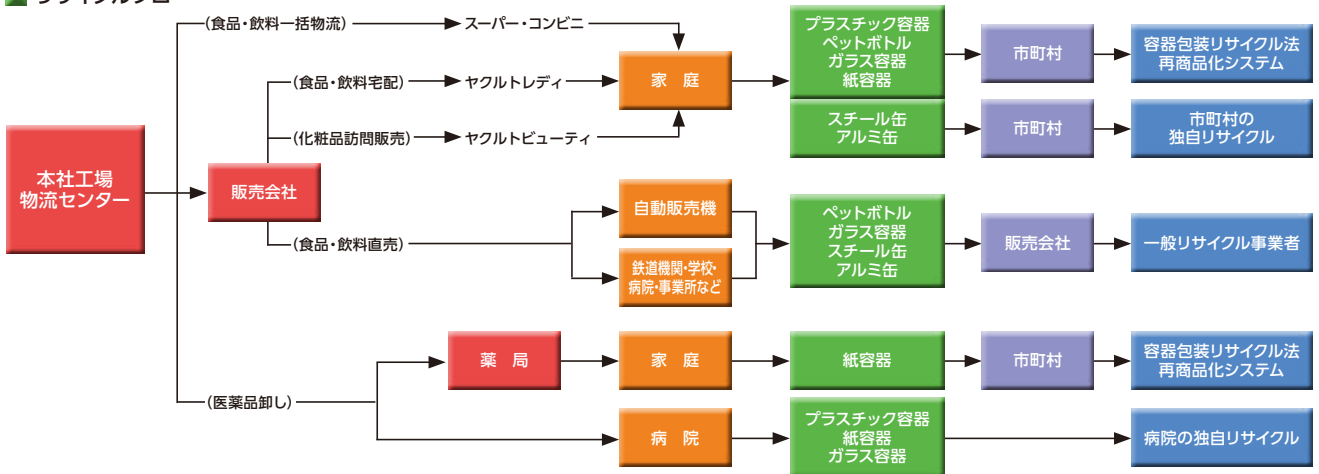 リサイクルフロー
(食品・飲料一括物流)
スーパー・コンビニ
(食品・飲料宅配)
ヤクルトレディ
(化粧品訪問販売)
ヤクルトビューティ
家 庭
プラスチック容器
ペットボトル
ガラス容器
紙容器
市町村
容器包装リサイクル法
再商品化システム
スチール缶
アルミ缶
市町村
市町村の
独自リサイクル
本社工場
物流センター
販売会社
(食品・飲料直売)
自動販売機
鉄道機関・学校・
病院・事業所など
ペットボトル
ガラス容器
スチール缶
アルミ缶
販売会社
一般リサイクル事業者
(医薬品卸し)
薬 局
家 庭
紙容器
市町村
容器包装リサイクル法
再商品化システム
病 院
プラスチック容器
紙容器
ガラス容器
病院の独自リサイクル